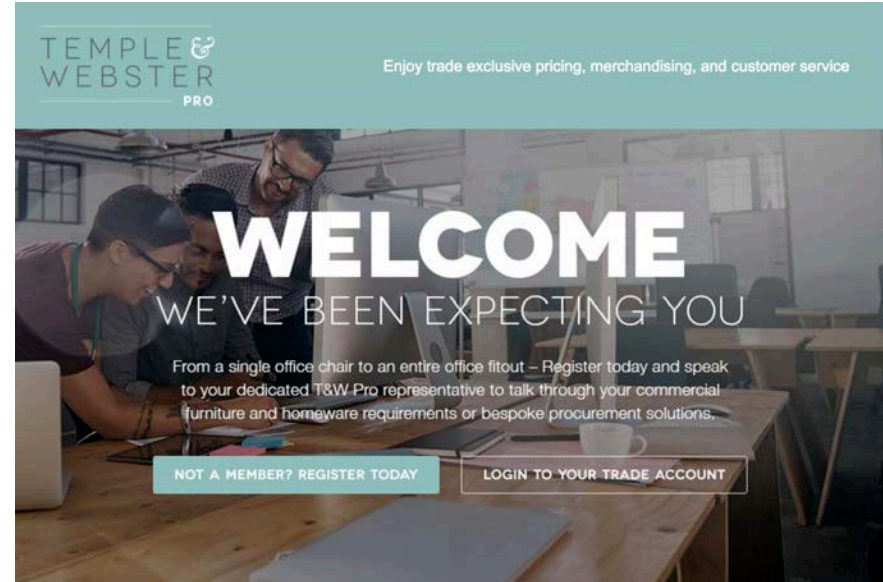 TEMPLE &
WEBSTER
PRO
Enjoy trade exclusive pricing, merchandising, and customer service
WELCOME
WE'VE BEEN EXPECTING YOU
From a single office chair to an entire office fitout – Register today and speak
to your dedicated T&W Pro representative to talk through your commercial
furniture and homeware requirements or bespoke procurement solutions.
NOT A MEMBER? REGISTER TODAY
LOGIN TO YOUR TRADE ACCOUNT